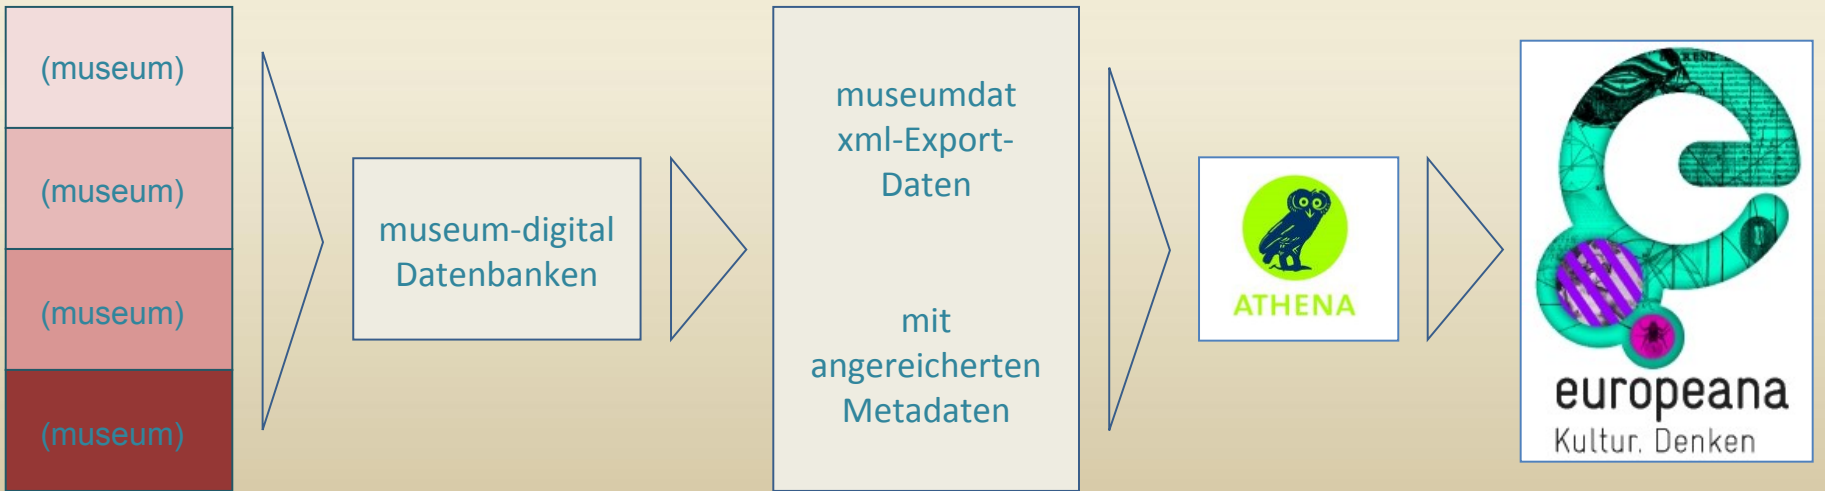 (museum)
(museum)
(museum)
(museum)
museum-digital
Datenbanken
museumdat
xml-Export-
Daten
mit
angereicherten
Metadaten
ATHENA
europeana
Kultur. Denken